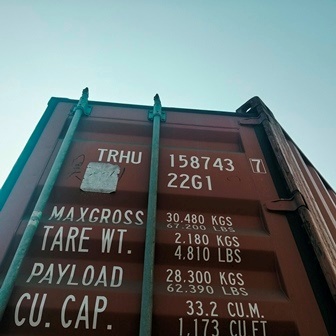 TRHU 158743 7
22G1
MAXGROSS 30.480 KGS
67.200 LBS
TARE WT. 2.180 KGS
4.810 LBS
PAYLOAD 28.300 KGS
62.390 LBS
CU. CAP. 33.2 CU.M.
1.173 CU.FT.